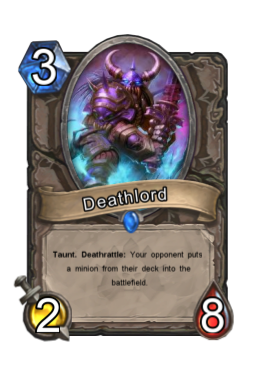 3
Deathlord
Taunt. Deathrattle: Your opponent puts
a minion from their deck into the
battlefield.
2
8